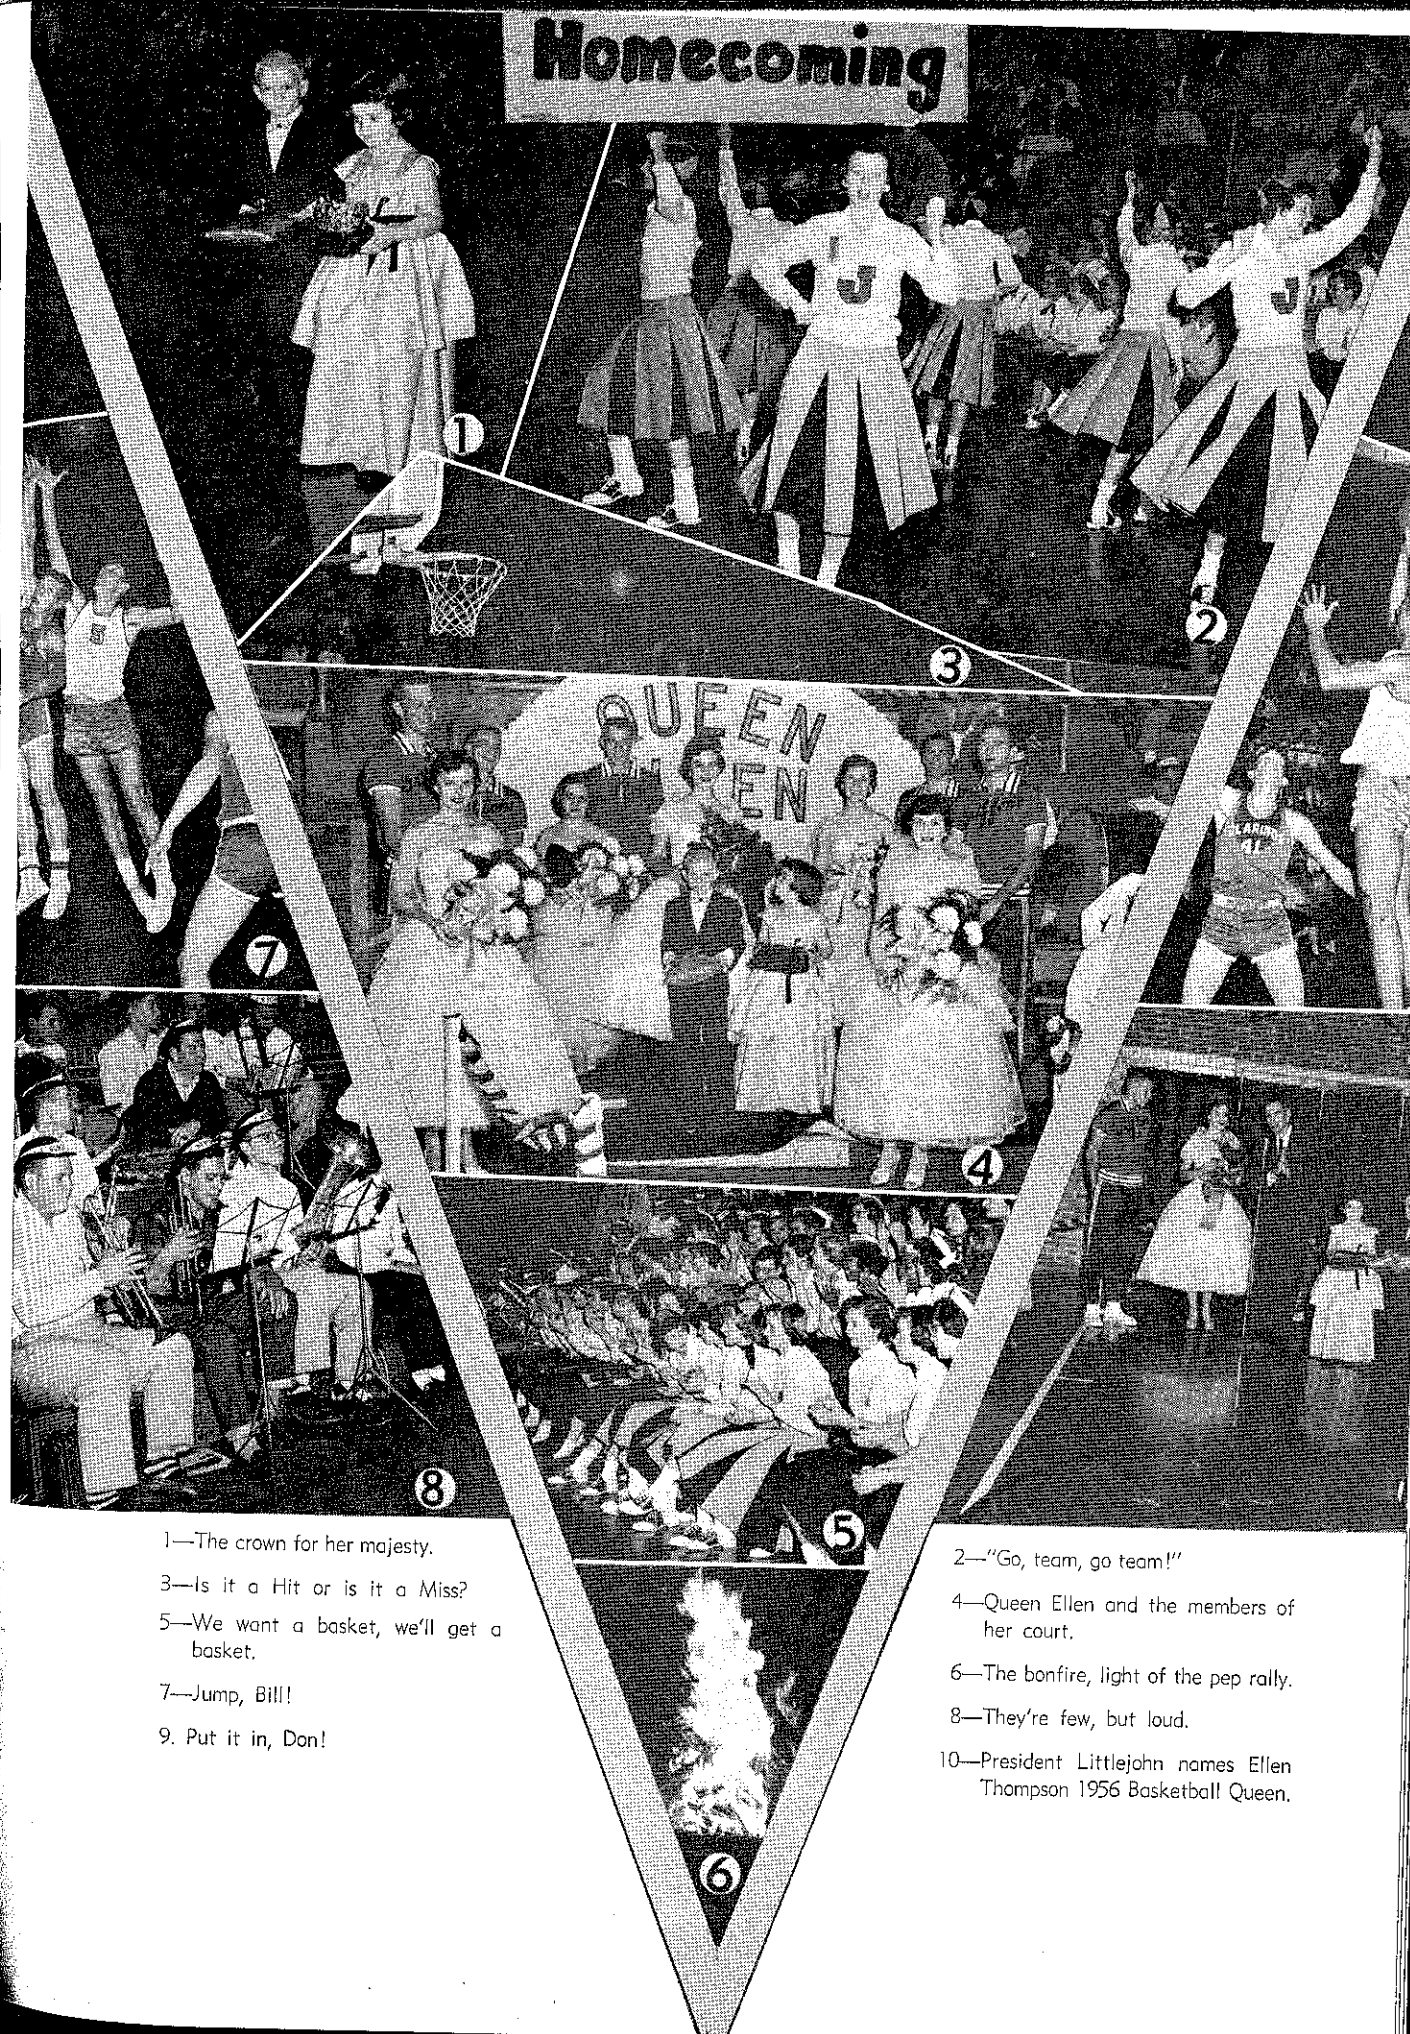 Homecoming
1
J
J
2
3
5
QUEEN
7
4
8
5
6
1—The crown for her majesty.
3—Is it a Hit or is it a Miss?
5—We want a basket, we'll get a
basket.
7—Jump, Bill!
9. Put it in, Don!
2—"Go, team, go team!"
4—Queen Ellen and the members of
her court.
6—The bonfire, light of the pep rally.
8—They're few, but loud.
10—President Littlejohn names Ellen
Thompson 1956 Basketball Queen.